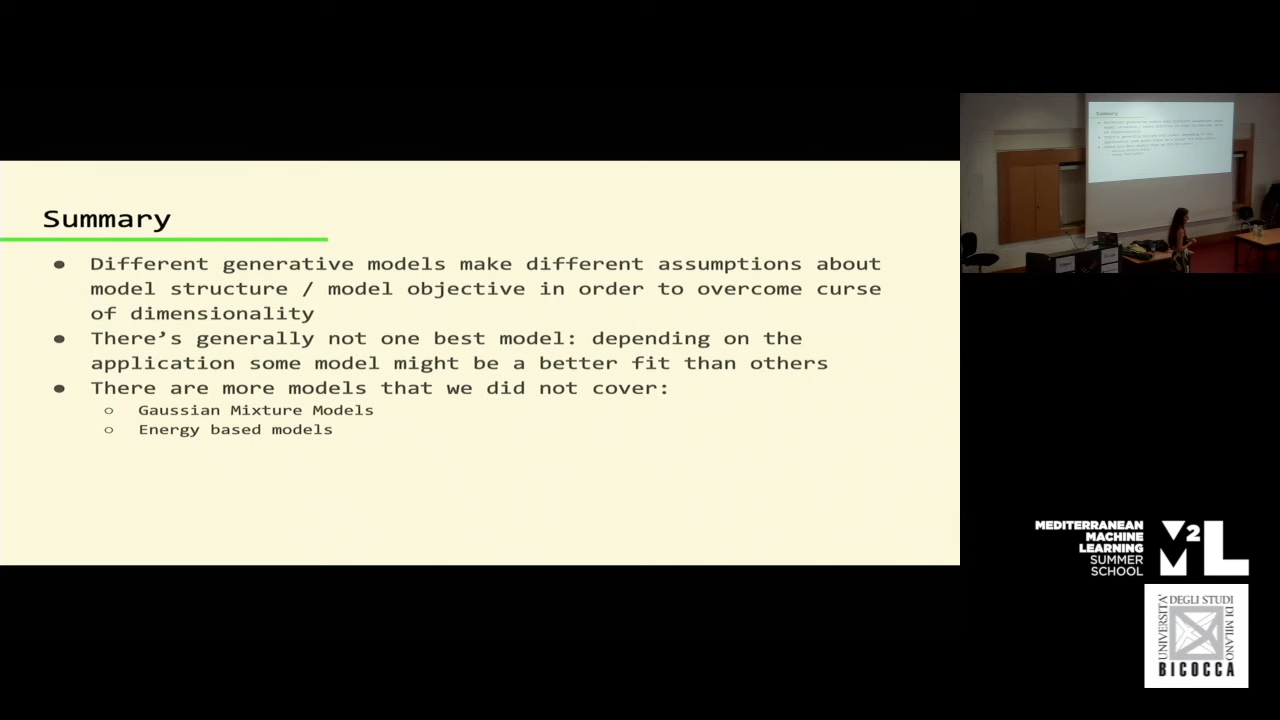 Summary
● Different generative models make different assumptions about
model structure / model objective in order to overcome curse
of dimensionality
● There’s generally not one best model: depending on the
application some model might be a better fit than others
● There are more models that we did not cover:
○ Gaussian Mixture Models
○ Energy based models
Summary
MEDITERRANEAN
MACHINE
LEARNING
SUMMER
SCHOOL
M2L
UNIVERSITA'
DEGLI STUDI
DI MILANO
BICOCCA